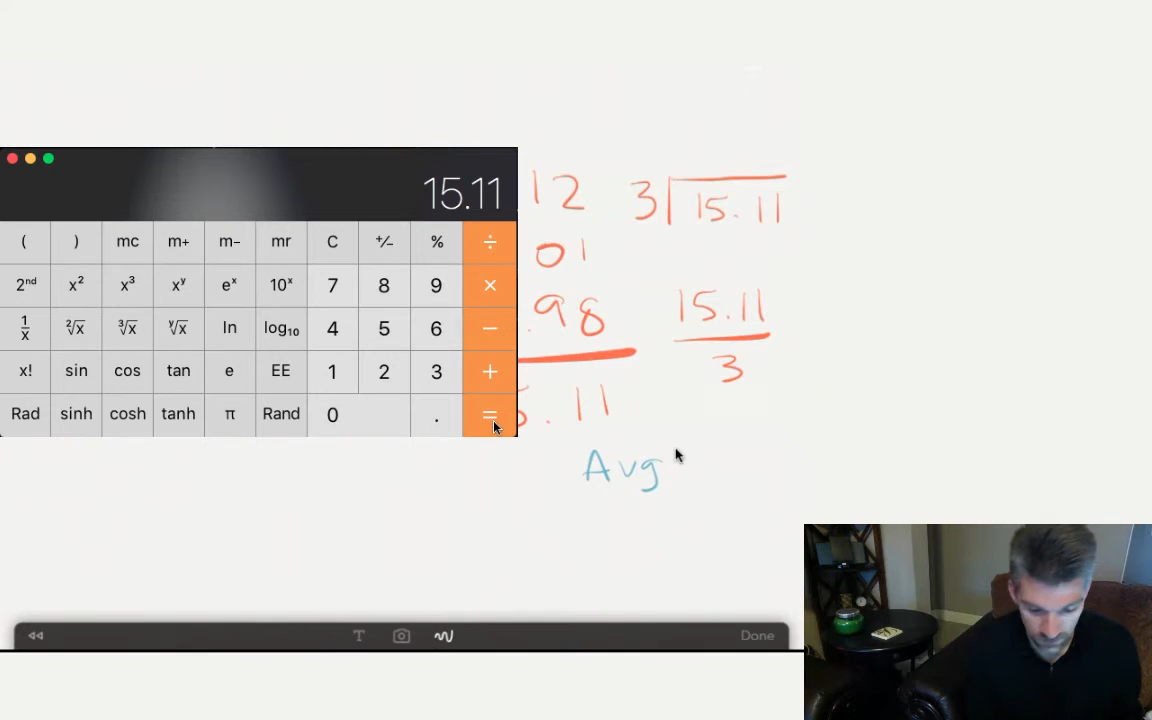 15.11
( ) mc m+ m- mr C +/- % ÷
2nd x² x³ xʸ eˣ 10ˣ 7 8 9 ×
1/x ²√x ³√x ʸ√x ln log₁₀ 4 5 6 −
x! sin cos tan e EE 1 2 3 +
Rad sinh cosh tanh π Rand 0 . =
12
01
.98
.11
3 15.11
15.11
3
Avg
T Done